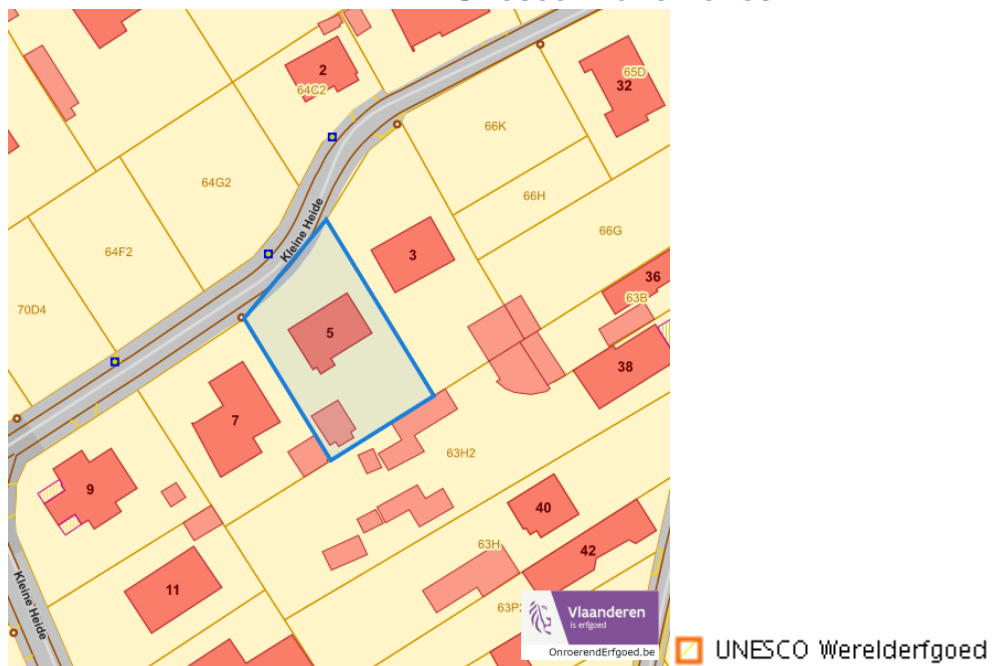 2
64C2
65D
32
66K
64G2
66H
Kleine Heide
66G
64F2
3
36
63B
70D4
5
38
7
63H2
9
40
63H
42
11
Kleine Heide
63P2
Vlaanderen
is erfgoed
OnroerendErfgoed.be
UNESCO Werelderfgoed